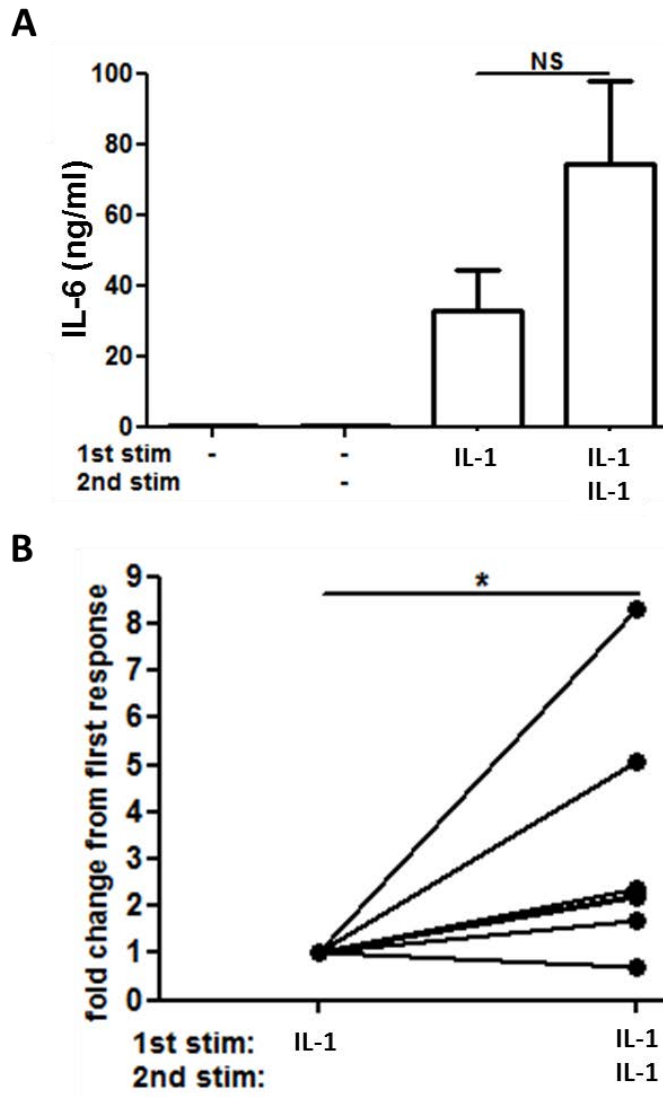 A
NS
100
80
60
40
20
0
IL-6 (ng/ml)
1st stim - - IL-1 IL-1
2nd stim - IL-1
B
*
9
8
7
6
5
4
3
2
1
0
fold change from first response
1st stim: IL-1 IL-1
2nd stim: IL-1